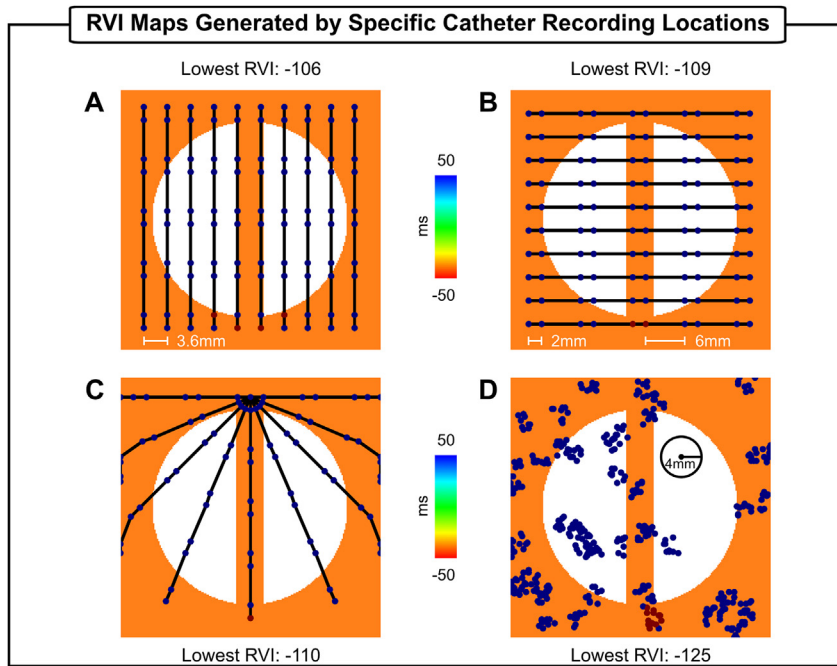 RVI Maps Generated by Specific Catheter Recording Locations
Lowest RVI: -106
Lowest RVI: -109
A
B
50
ms
-50
3.6mm
2mm
6mm
C
D
50
ms
-50
4mm
Lowest RVI: -110
Lowest RVI: -125